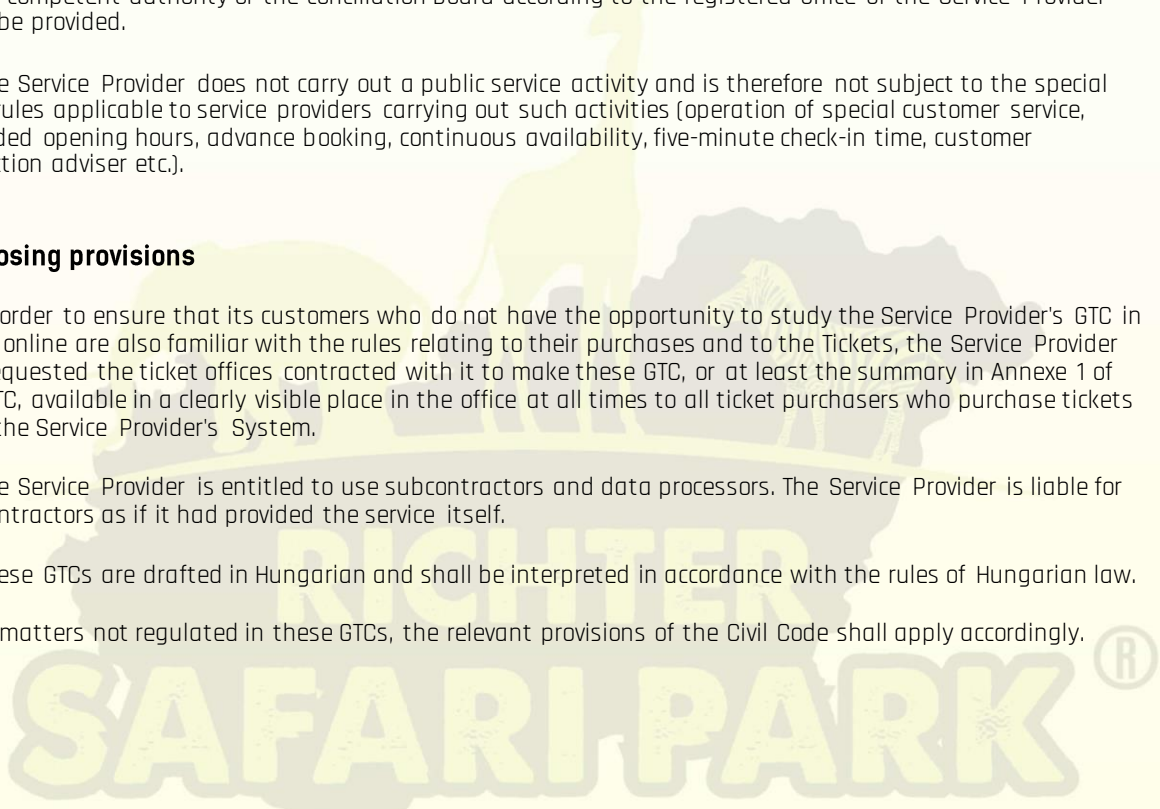 competent authority or the conciliation board according to the registered office of the Service Provider
be provided.
e Service Provider does not carry out a public service activity and is therefore not subject to the special
rules applicable to service providers carrying out such activities (operation of special customer service,
ded opening hours, advance booking, continuous availability, five-minute check-in time, customer
ction adviser etc.).
osing provisions
order to ensure that its customers who do not have the opportunity to study the Service Provider's GTC in
online are also familiar with the rules relating to their purchases and to the Tickets, the Service Provider
equested the ticket offices contracted with it to make these GTC, or at least the summary in Annexe 1 of
TC, available in a clearly visible place in the office at all times to all ticket purchasers who purchase tickets
the Service Provider's System.
e Service Provider is entitled to use subcontractors and data processors. The Service Provider is liable for
ntractors as if it had provided the service itself.
ese GTCs are drafted in Hungarian and shall be interpreted in accordance with the rules of Hungarian law.
matters not regulated in these GTCs, the relevant provisions of the Civil Code shall apply accordingly.
RICHTER
SAFARI PARK ®